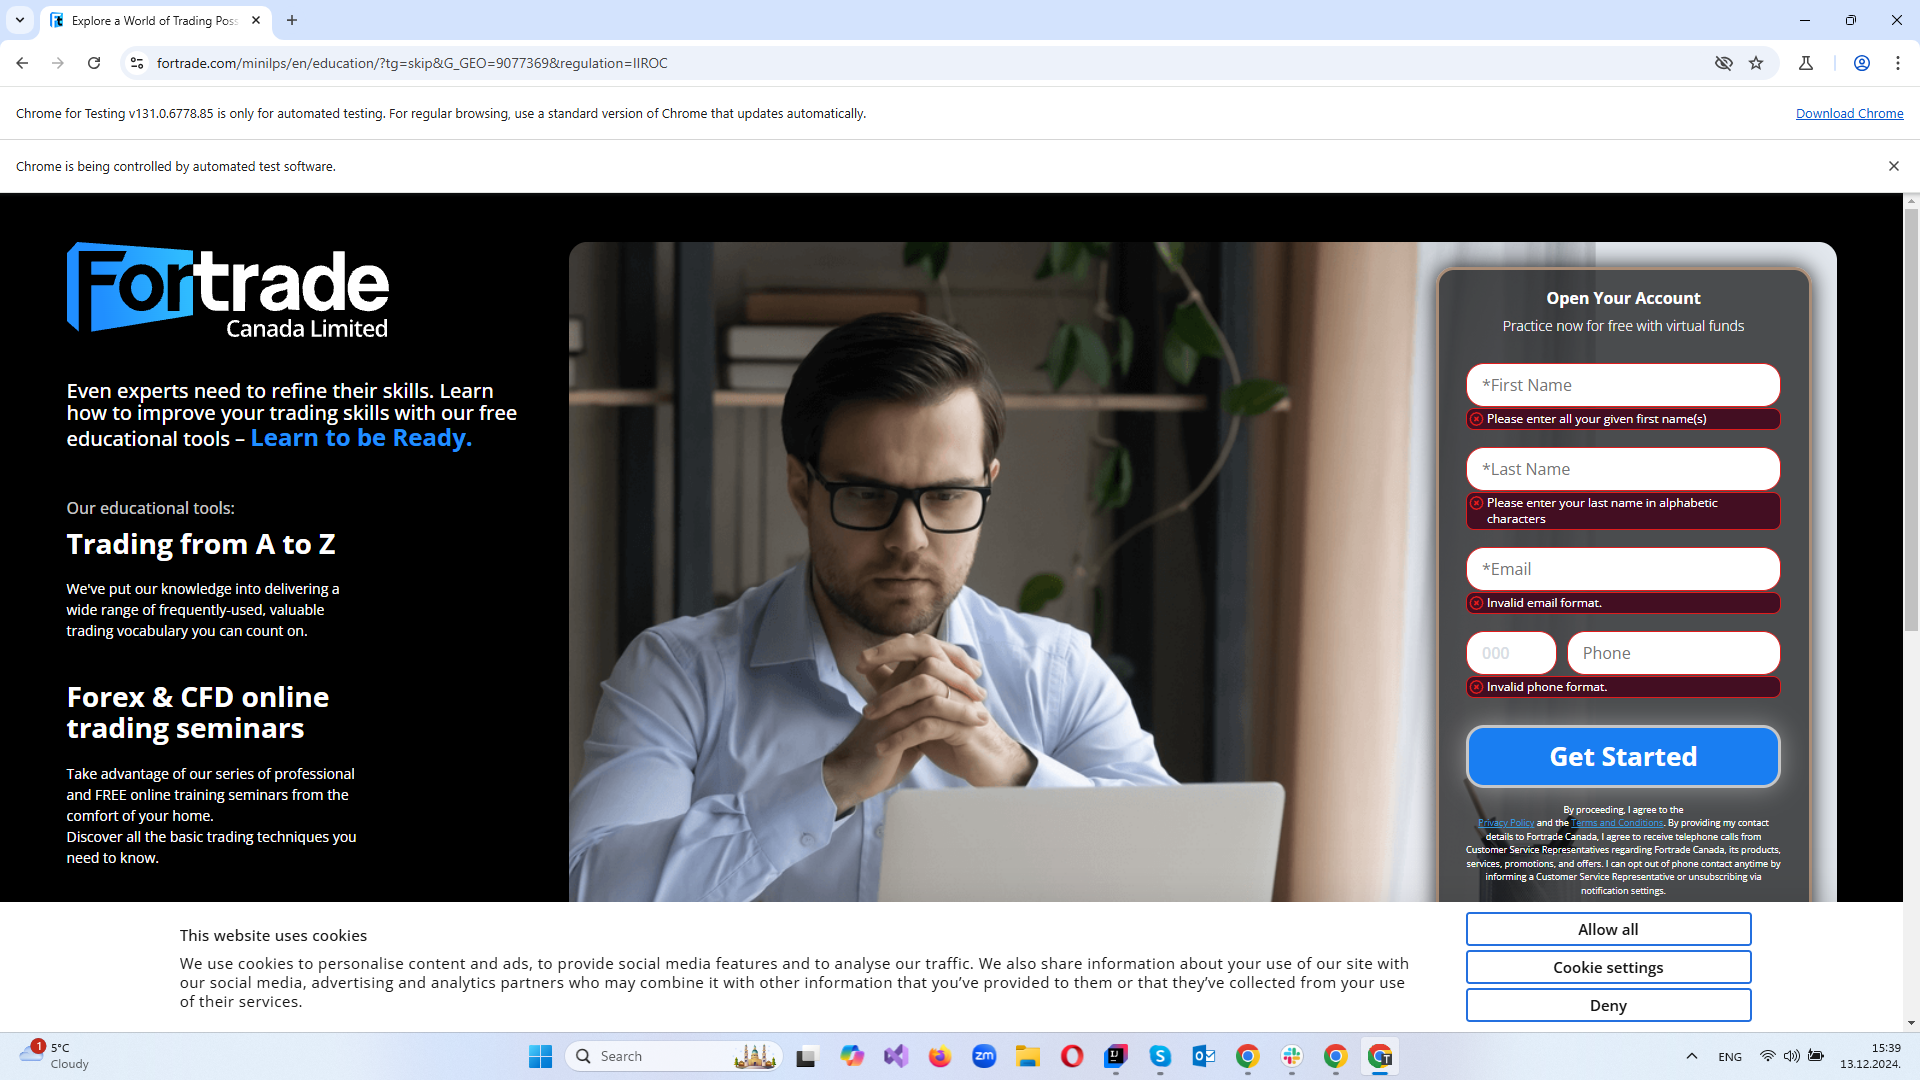 Explore a World of Trading Poss
fortrade.com/minilps/en/education/?tg=skip&G_GEO=9077369&regulation=IIROC
Chrome for Testing v131.0.6778.85 is only for automated testing. For regular browsing, use a standard version of Chrome that updates automatically.
Download Chrome
Chrome is being controlled by automated test software.
Fortrade
Canada Limited
Even experts need to refine their skills. Learn
how to improve your trading skills with our free
educational tools – Learn to be Ready.
Our educational tools:
Trading from A to Z
We've put our knowledge into delivering a
wide range of frequently-used, valuable
trading vocabulary you can count on.
Forex & CFD online
trading seminars
Take advantage of our series of professional
and FREE online training seminars from the
comfort of your home.
Discover all the basic trading techniques you
need to know.
Open Your Account
Practice now for free with virtual funds
*First Name
Please enter all your given first name(s)
*Last Name
Please enter your last name in alphabetic
characters
*Email
Invalid email format.
000 Phone
Invalid phone format.
Get Started
By proceeding, I agree to the
Privacy Policy and the Terms and Conditions. By providing my contact
details to Fortrade Canada, I agree to receive telephone calls from
Customer Service Representatives regarding Fortrade Canada, its products,
services, promotions, and offers. I can opt out of phone contact anytime by
informing a Customer Service Representative or unsubscribing via
notification settings.
This website uses cookies
We use cookies to personalise content and ads, to provide social media features and to analyse our traffic. We also share information about your use of our site with
our social media, advertising and analytics partners who may combine it with other information that you've provided to them or that they've collected from your use
of their services.
Allow all
Cookie settings
Deny
1
5°C
Cloudy
Search
zm
ENG
15:39
13.12.2024.